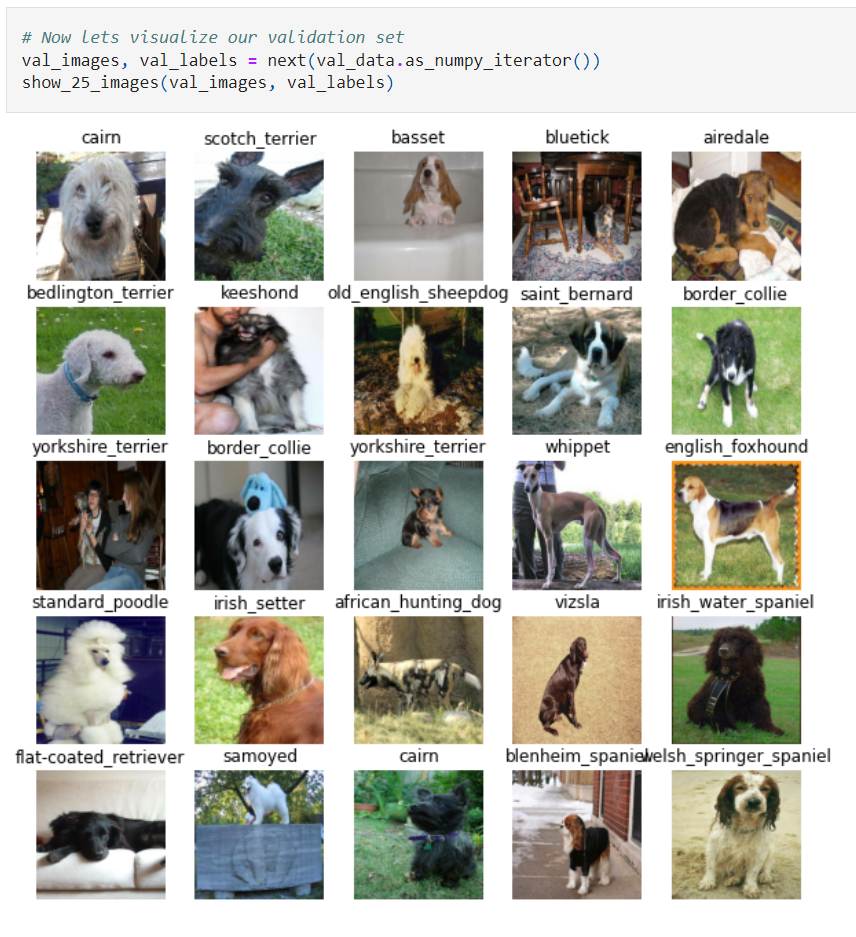 # Now lets visualize our validation set
val_images, val_labels = next(val_data.as_numpy_iterator())
show_25_images(val_images, val_labels)
cairn scotch_terrier basset bluetick airedale
bedlington_terrier keeshond old_english_sheepdog saint_bernard border_collie
yorkshire_terrier border_collie yorkshire_terrier whippet english_foxhound
standard_poodle irish_setter african_hunting_dog vizsla irish_water_spaniel
flat-coated_retriever samoyed cairn blenheim_spaniel welsh_springer_spaniel